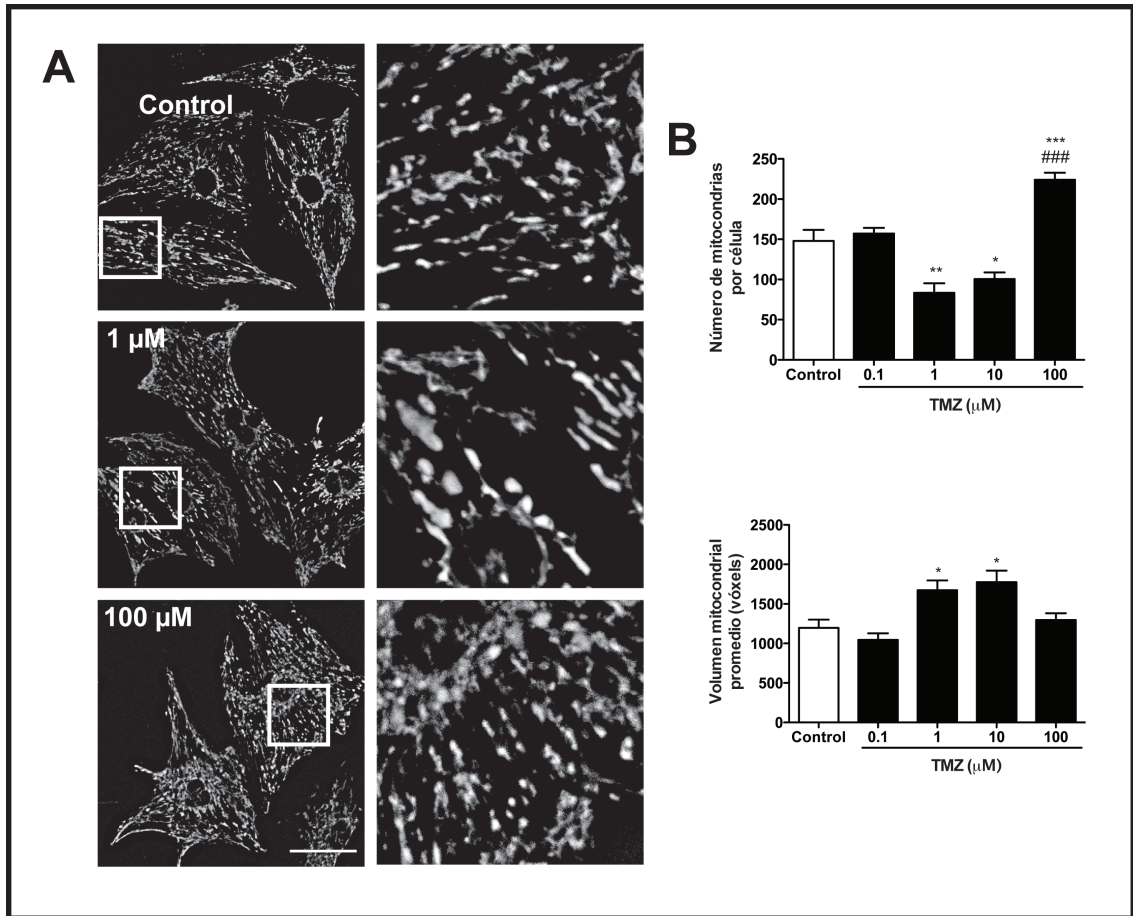 A
Control
1 µM
100 µM
B
Número de mitocondrias
por célula
250
200
150
100
50
0
**
*
***
###
Control
0.1
1
10
100
TMZ (µM)
Volumen mitocondrial
promedio (vóxels)
2500
2000
1500
1000
500
0
*
*
Control
0.1
1
10
100
TMZ (µM)